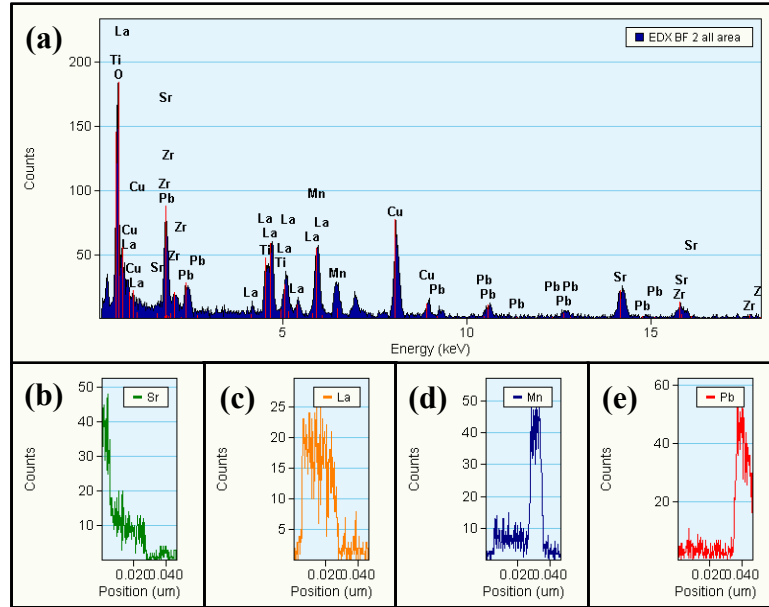 (a)
EDX BF 2 all area
La
Ti
O
Sr
Zr
Cu
Zr
Pb
Mn
Cu
La
Zr
La
La
La
La
Cu
Sr
Cu
La
Sr
Zr
Pb
Pb
Ti
La
Ti
La
La
Mn
Cu
Pb
Pb
Pb
Pb
Pb
Pb
Pb
Sr
Pb
Pb
Sr
Zr
Zr
Z
200
150
100
50
Counts
5
10
15
Energy (keV)
(b)
Sr
50
40
30
20
10
Counts
0.020
0.040
Position (um)
(c)
La
25
20
15
10
5
Counts
0.020
0.040
Position (um)
(d)
Mn
50
40
30
20
10
Counts
0.020
0.040
Position (um)
(e)
Pb
60
40
20
Counts
0.020
0.040
Position (um)